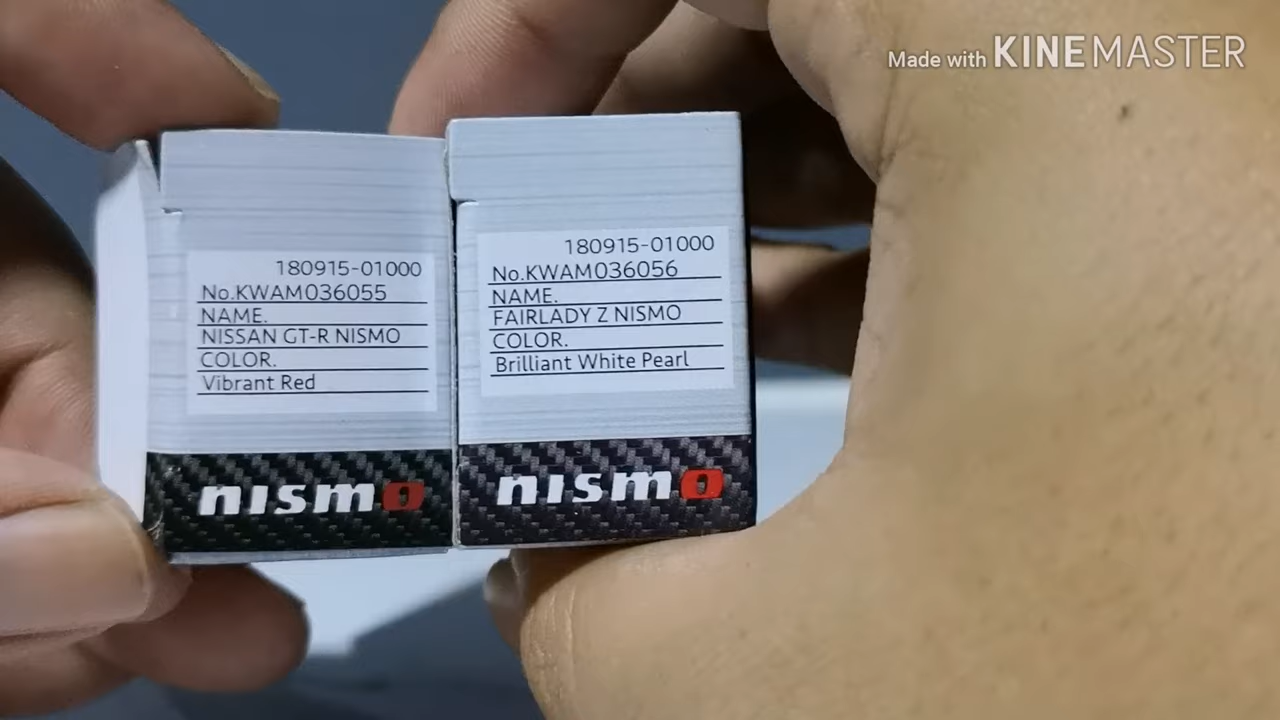 Made with KINEMASTER
180915-01000
No.KWAM036055
NAME.
NISSAN GT-R NISMO
COLOR.
Vibrant Red
nismo
180915-01000
No.KWAM036056
NAME.
FAIRLADY Z NISMO
COLOR.
Brilliant White Pearl
nismo